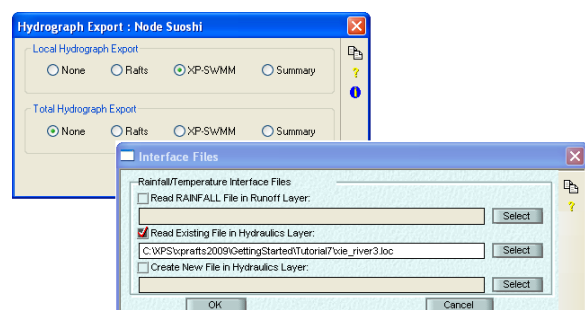 Hydrograph Export : Node Suoshi
Local Hydrograph Export
None Rafts XP-SWMM Summary
Total Hydrograph Export
None Rafts XP-SWMM Summary
Interface Files
Rainfall/Temperature Interface Files
Read RAINFALL File in Runoff Layer:
Select
Read Existing File in Hydraulics Layer:
C:\XPS\xprafts2009\GettingStarted\Tutorial7\xie_river3.loc Select
Create New File in Hydraulics Layer:
Select
OK Cancel